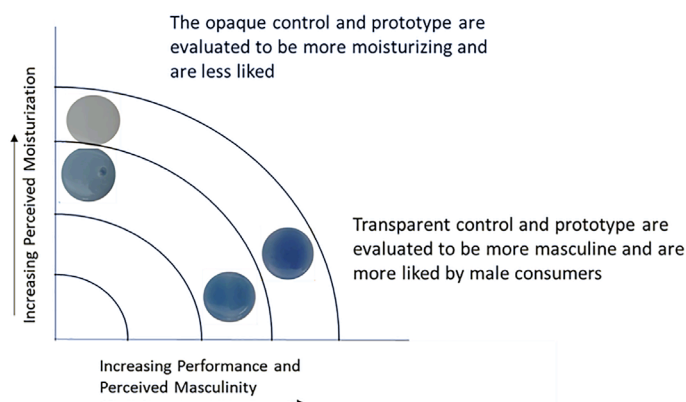 The opaque control and prototype are
evaluated to be more moisturizing and
are less liked
Increasing Perceived Moisturization
Transparent control and prototype are
evaluated to be more masculine and are
more liked by male consumers
Increasing Performance and
Perceived Masculinity